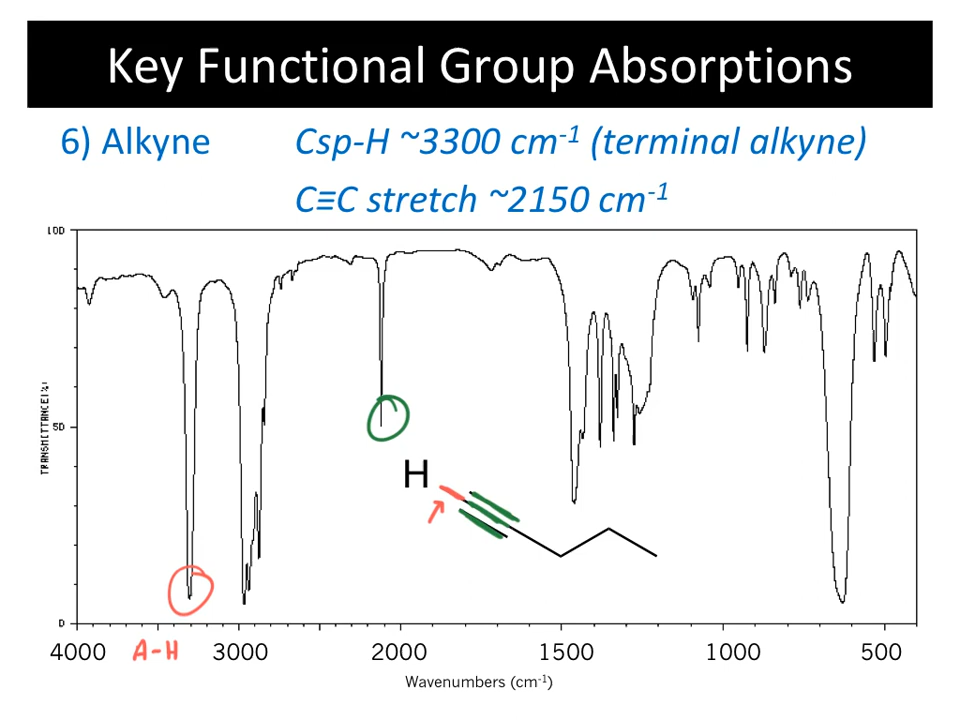 Key Functional Group Absorptions
6) Alkyne Csp-H ~3300 cm-1 (terminal alkyne)
C≡C stretch ~2150 cm-1
100
TRANSMITTANCE[%]
50
H
0
4000 A-H 3000 2000 1500 1000 500
Wavenumbers (cm-1)